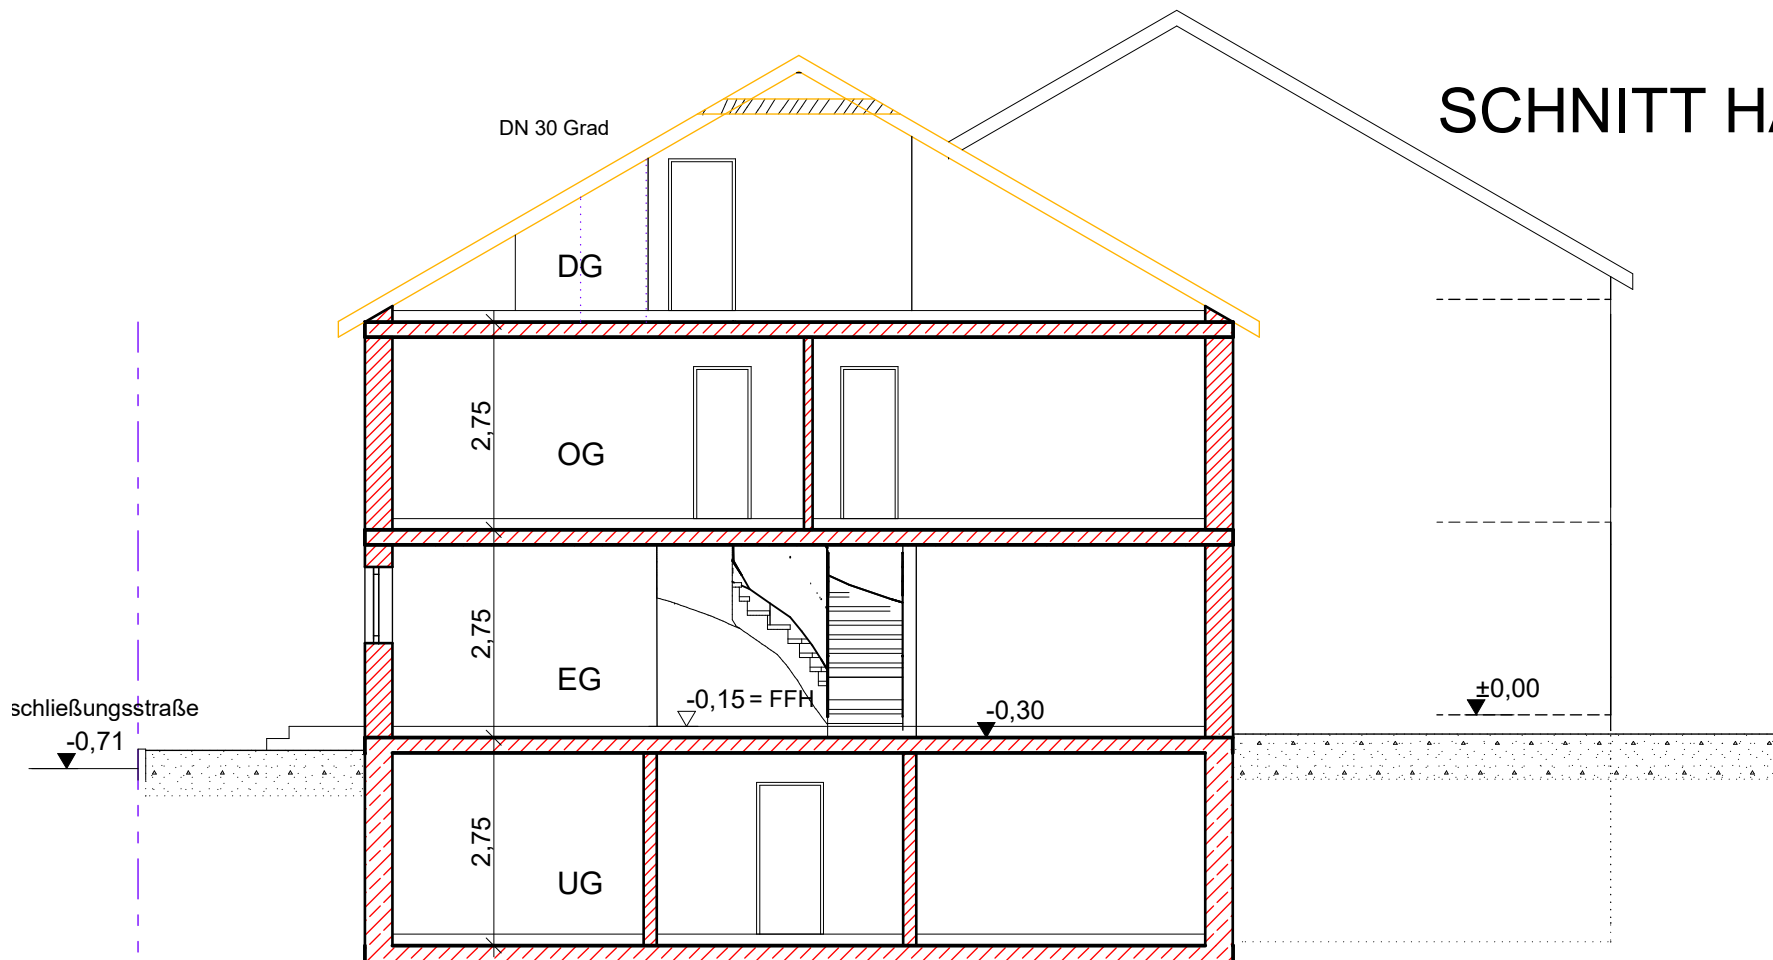 SCHNITT HA
DN 30 Grad
DG
2,75
OG
2,75
EG
-0,15 = FFH
-0,30
±0,00
schließungsstraße
-0,71
2,75
UG